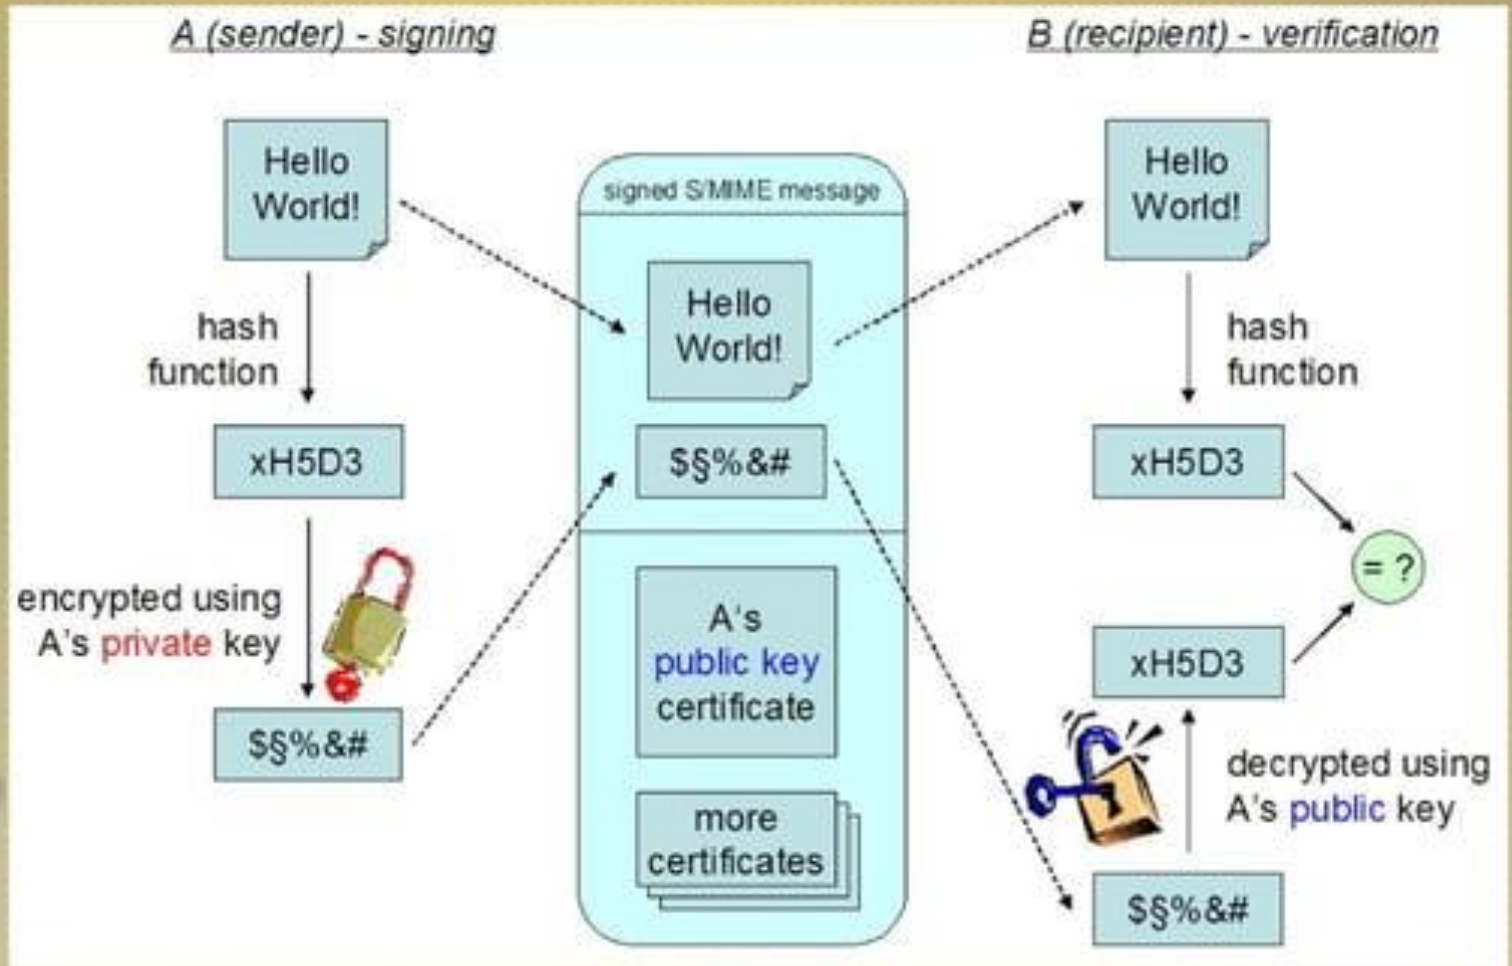 A (sender) - signing
B (recipient) - verification
Hello
World!
hash
function
xH5D3
encrypted using
A's private key
$§%&#
signed S/MIME message
Hello
World!
$§%&#
A's
public key
certificate
more
certificates
Hello
World!
hash
function
xH5D3
= ?
xH5D3
decrypted using
A's public key
$§%&#